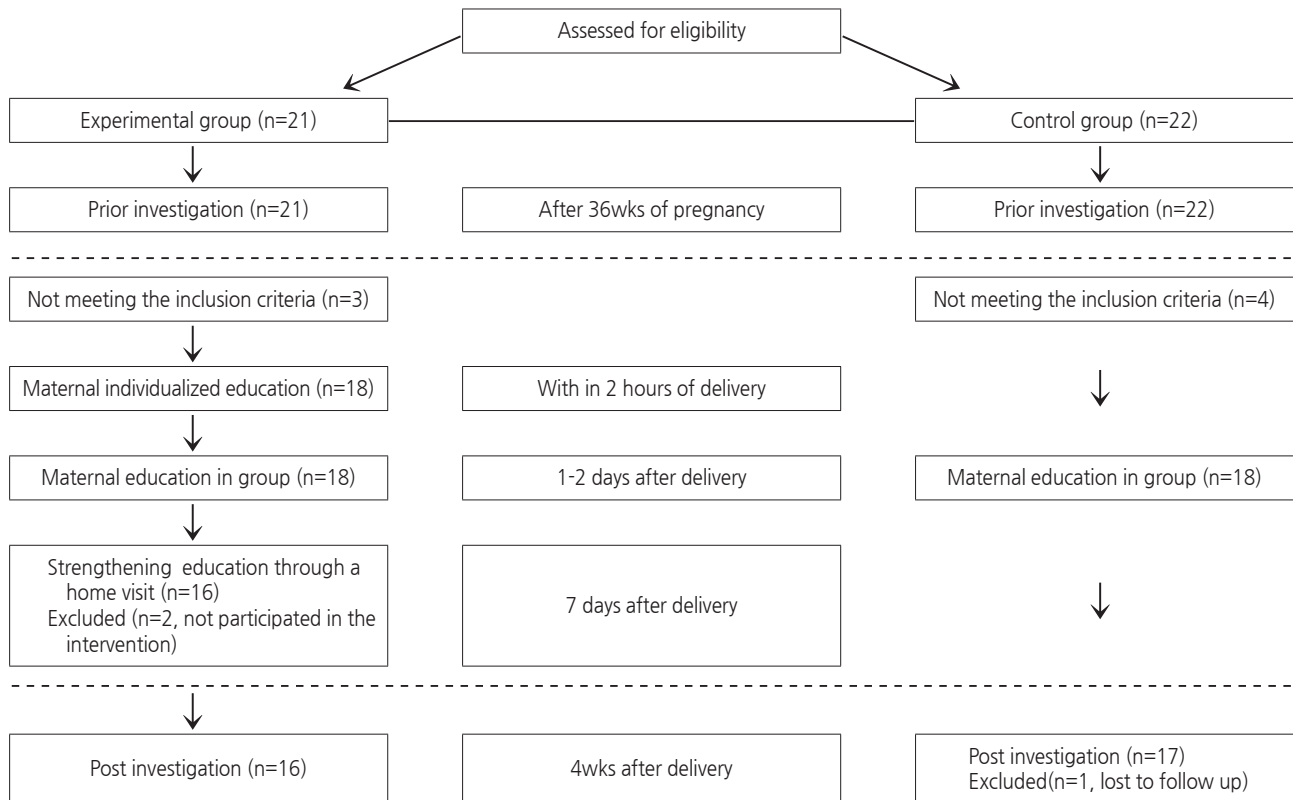 Assessed for eligibility
Experimental group (n=21)
Control group (n=22)
Prior investigation (n=21)
After 36wks of pregnancy
Prior investigation (n=22)
Not meeting the inclusion criteria (n=3)
Not meeting the inclusion criteria (n=4)
Maternal individualized education (n=18)
With in 2 hours of delivery
Maternal education in group (n=18)
1-2 days after delivery
Maternal education in group (n=18)
Strengthening education through a
home visit (n=16)
Excluded (n=2, not participated in the
intervention)
7 days after delivery
Post investigation (n=16)
4wks after delivery
Post investigation (n=17)
Excluded(n=1, lost to follow up)